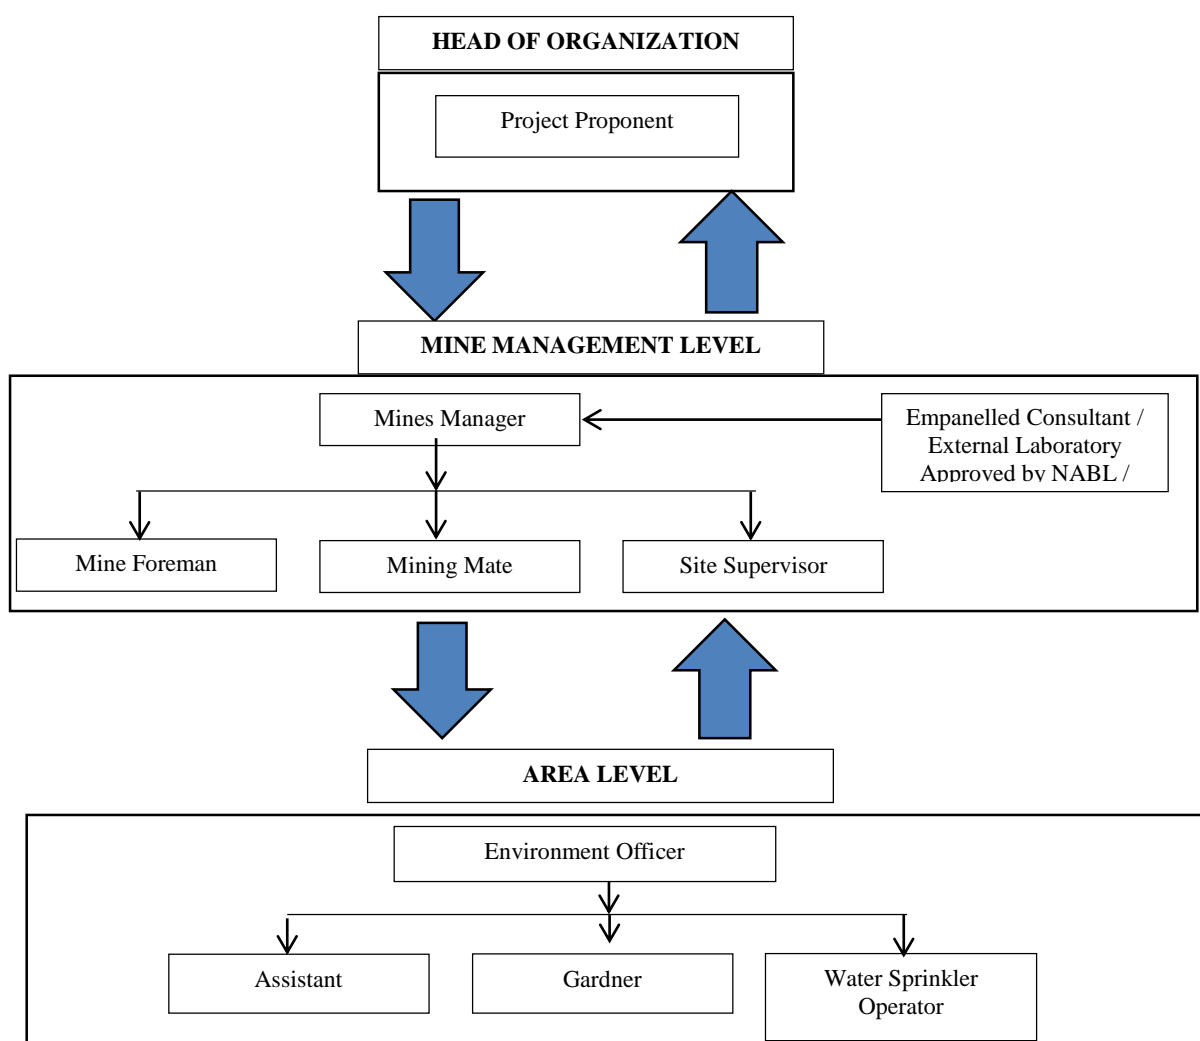 HEAD OF ORGANIZATION
Project Proponent
MINE MANAGEMENT LEVEL
Mines Manager
Empanelled Consultant /
External Laboratory
Approved by NABL /
Mine Foreman
Mining Mate
Site Supervisor
AREA LEVEL
Environment Officer
Assistant
Gardner
Water Sprinkler
Operator